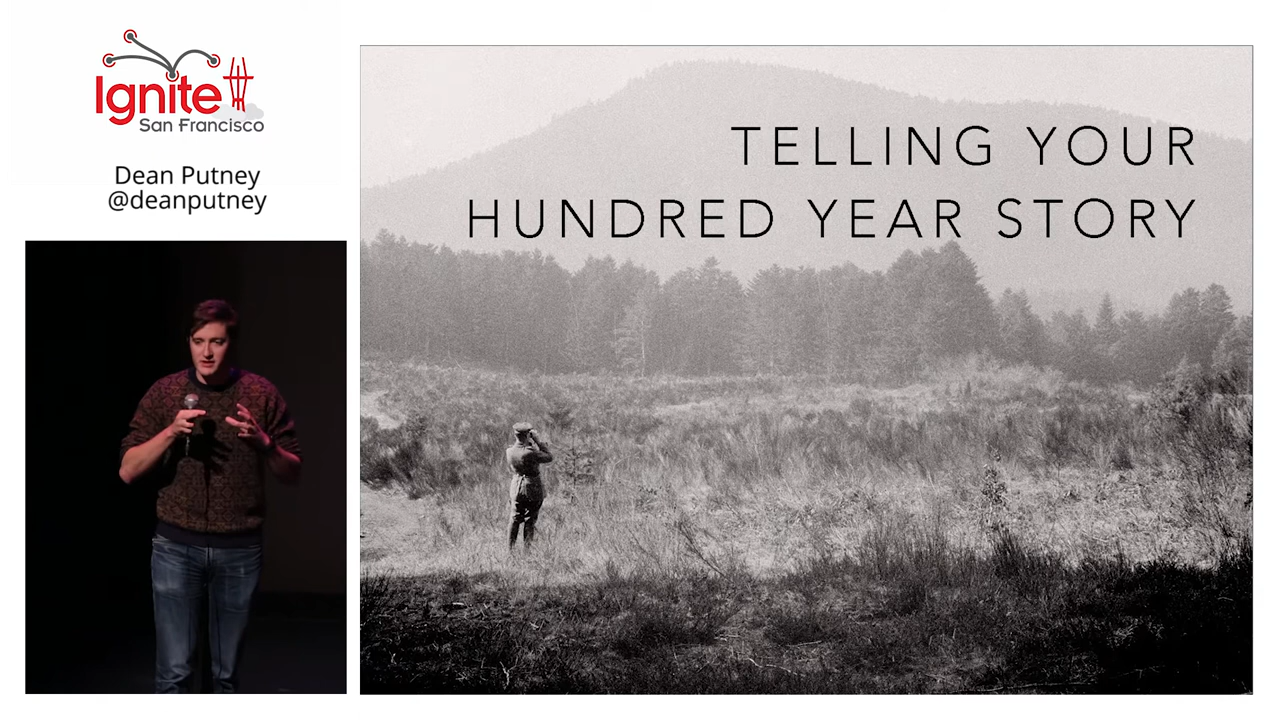 Ignite
San Francisco
Dean Putney
@deanputney
TELLING YOUR
HUNDRED YEAR STORY